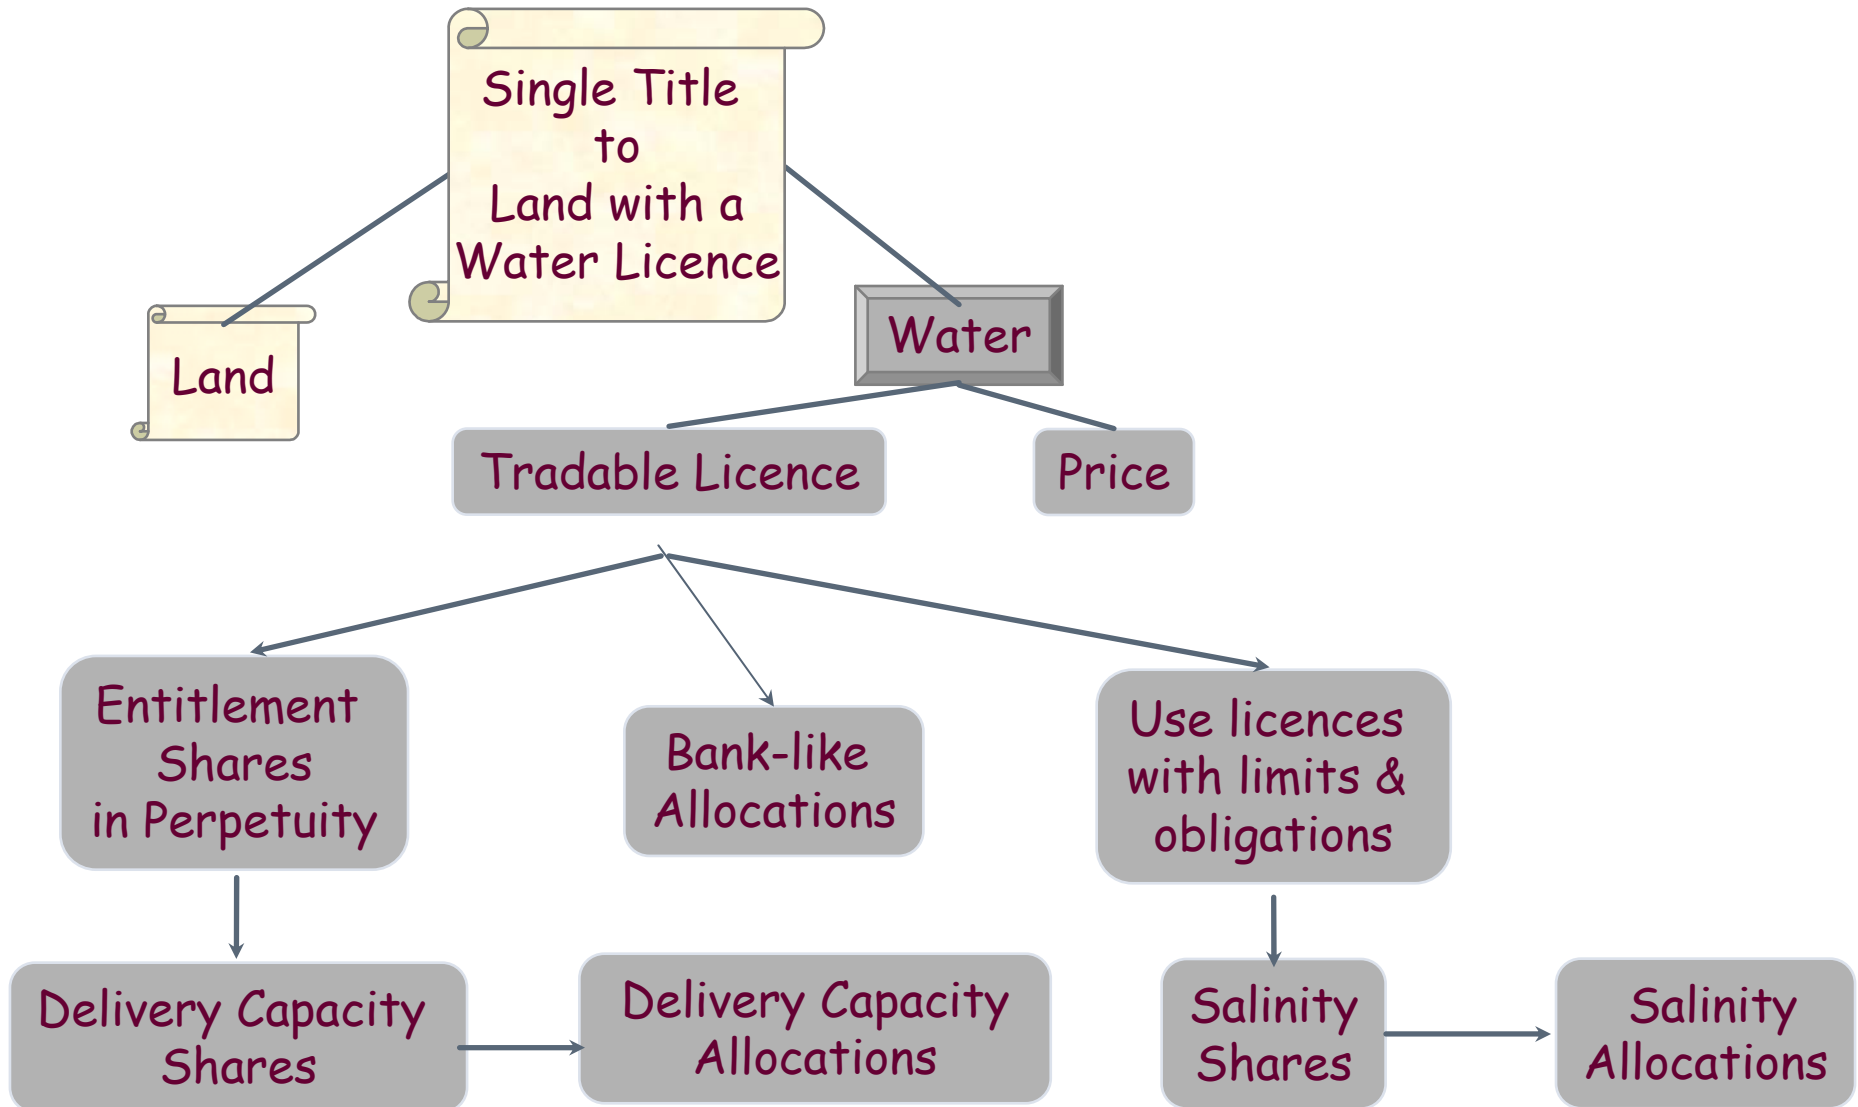 Single Title
to
Land with a
Water Licence
Land
Water
Tradable Licence
Price
Entitlement
Shares
in Perpetuity
Bank-like
Allocations
Use licences
with limits &
obligations
Delivery Capacity
Shares
Delivery Capacity
Allocations
Salinity
Shares
Salinity
Allocations